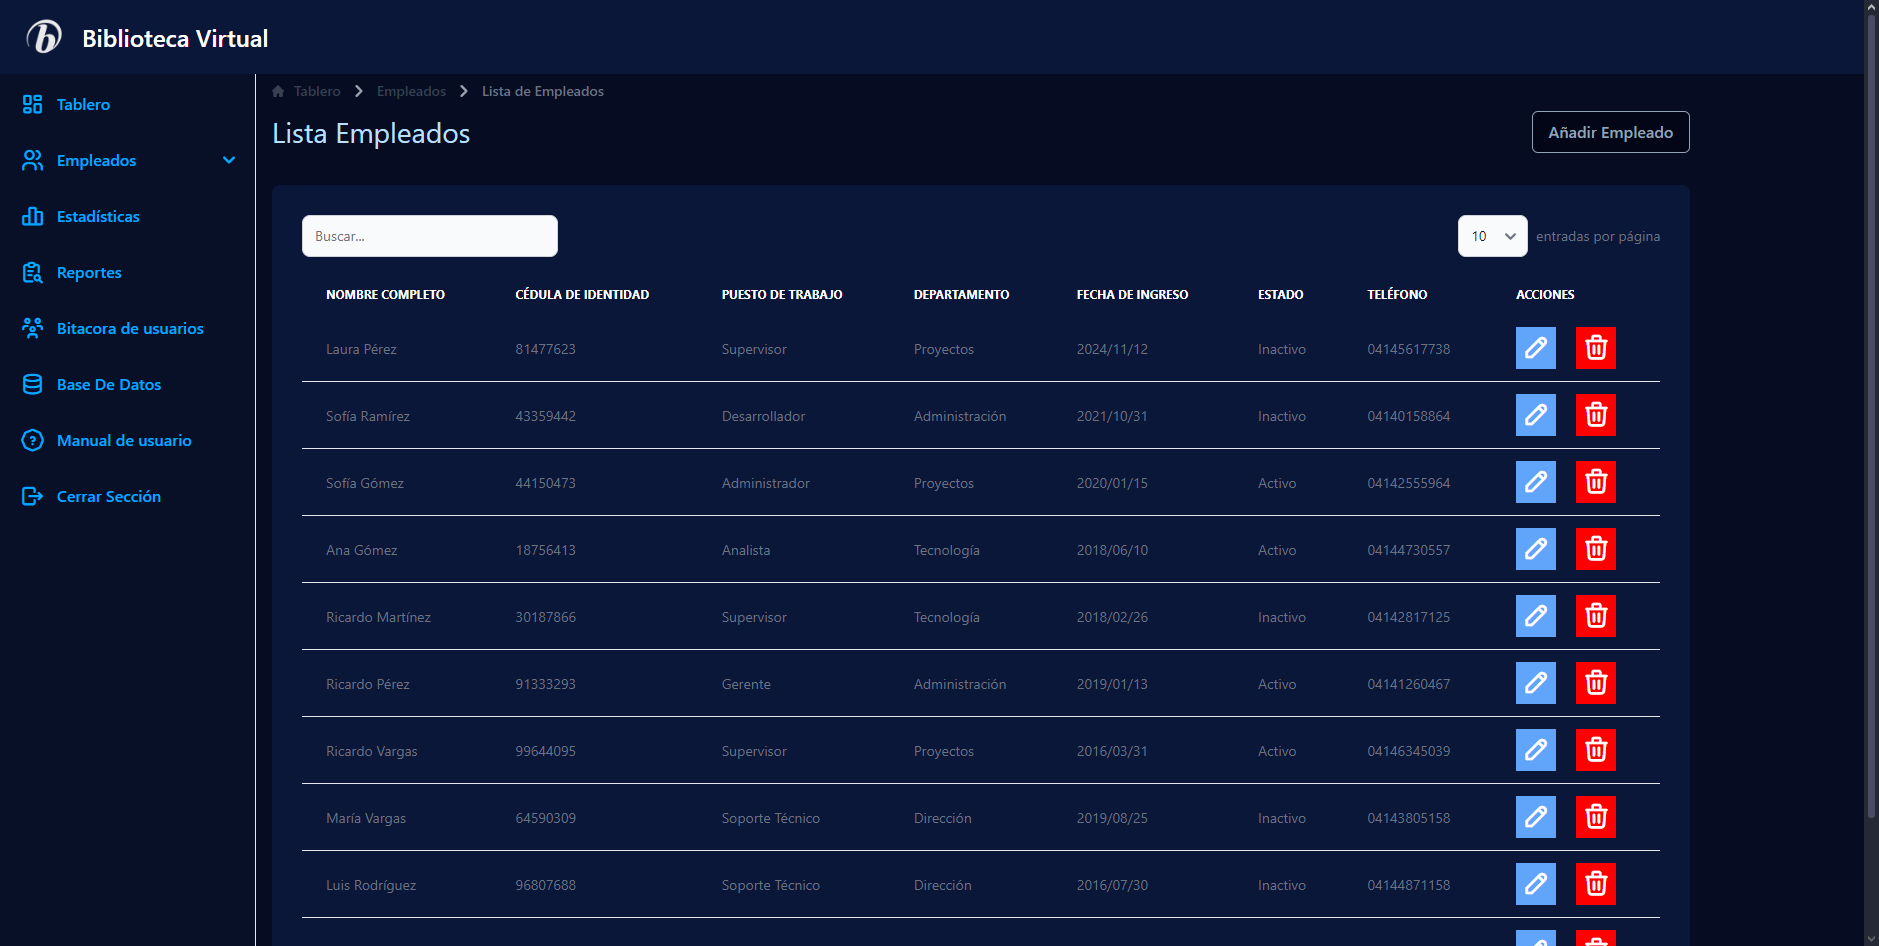 b Biblioteca Virtual
Tablero
Empleados
Estadísticas
Reportes
Bitacora de usuarios
Base De Datos
Manual de usuario
Cerrar Sección
Tablero Empleados Lista de Empleados
Lista Empleados
Añadir Empleado
Buscar...
10 entradas por página
NOMBRE COMPLETO CÉDULA DE IDENTIDAD PUESTO DE TRABAJO DEPARTAMENTO FECHA DE INGRESO ESTADO TELÉFONO ACCIONES
Laura Pérez 81477623 Supervisor Proyectos 2024/11/12 Inactivo 04145617738
Sofía Ramírez 43359442 Desarrollador Administración 2021/10/31 Inactivo 04140158864
Sofía Gómez 44150473 Administrador Proyectos 2020/01/15 Activo 04142555964
Ana Gómez 18756413 Analista Tecnología 2018/06/10 Activo 04144730557
Ricardo Martínez 30187866 Supervisor Tecnología 2018/02/26 Inactivo 04142817125
Ricardo Pérez 91333293 Gerente Administración 2019/01/13 Activo 04141260467
Ricardo Vargas 99644095 Supervisor Proyectos 2016/03/31 Activo 04146345039
María Vargas 64590309 Soporte Técnico Dirección 2019/08/25 Inactivo 04143805158
Luis Rodríguez 96807688 Soporte Técnico Dirección 2016/07/30 Inactivo 04144871158